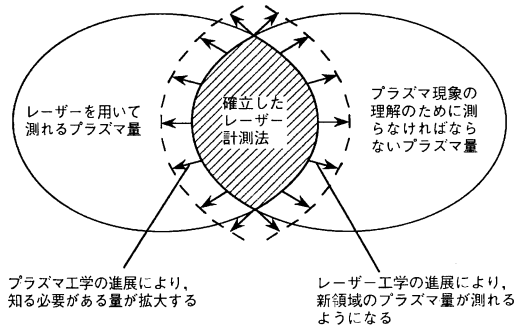 レーザーを用いて
測れるプラズマ量
確立した
レーザー
計測法
プラズマ現象の
理解のために測
らなければなら
ないプラズマ量
プラズマ工学の進展により，
知る必要がある量が拡大する
レーザー工学の進展により，
新領域のプラズマ量が測れる
ようになる